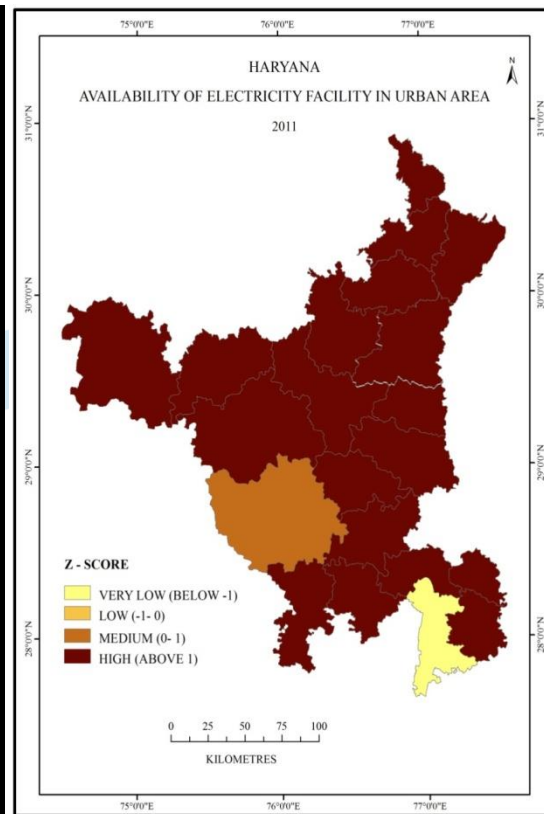 75°0'0"E 76°0'0"E 77°0'0"E
HARYANA
N
AVAILABILITY OF ELECTRICITY FACILITY IN URBAN AREA
2011
31°0'0"N 31°0'0"N
30°0'0"N 30°0'0"N
29°0'0"N 29°0'0"N
28°0'0"N 28°0'0"N
Z - SCORE
VERY LOW (BELOW -1)
LOW (-1- 0)
MEDIUM (0- 1)
HIGH (ABOVE 1)
0 25 50 75 100
KILOMETRES
75°0'0"E 76°0'0"E 77°0'0"E